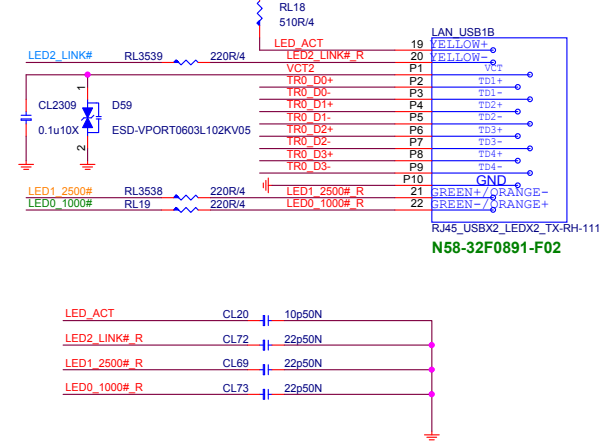 RL18
510R/4
LAN_USB1B
LED_ACT 19 YELLOW+
LED2_LINK# RL3539 220R/4 LED2_LINK#_R 20 YELLOW-
VCT2 P1 VCT
TR0_D0+ P2 TD1+
TR0_D0- P3 TD1-
TR0_D1+ P4 TD2+
TR0_D1- P5 TD2-
TR0_D2+ P6 TD3+
TR0_D2- P7 TD3-
TR0_D3+ P8 TD4+
TR0_D3- P9 TD4-
1
CL2309 D59
0.1u10X ESD-VPORT0603L102KV05
2
P10 GND
LED1_2500# RL3538 220R/4 LED1_2500#_R 21 GREEN+/ORANGE-
LED0_1000# RL19 220R/4 LED0_1000#_R 22 GREEN-/ORANGE+
RJ45_USBX2_LEDX2_TX-RH-111
N58-32F0891-F02
LED_ACT CL20 10p50N
LED2_LINK#_R CL72 22p50N
LED1_2500#_R CL69 22p50N
LED0_1000#_R CL73 22p50N